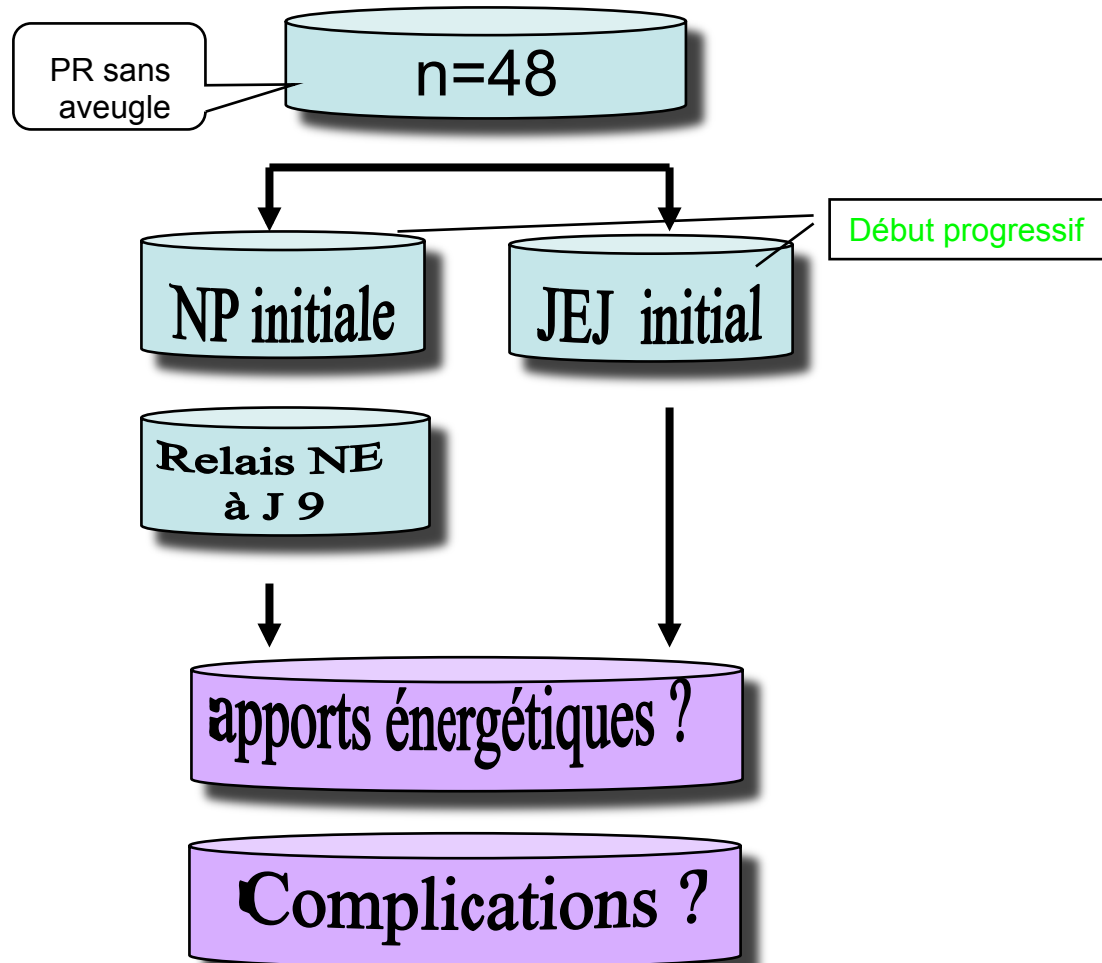 PR sans
aveugle
n=48
Début progressif
NP initiale
JEJ initial
Relais NE
à J 9
apports énergétiques ?
Complications ?